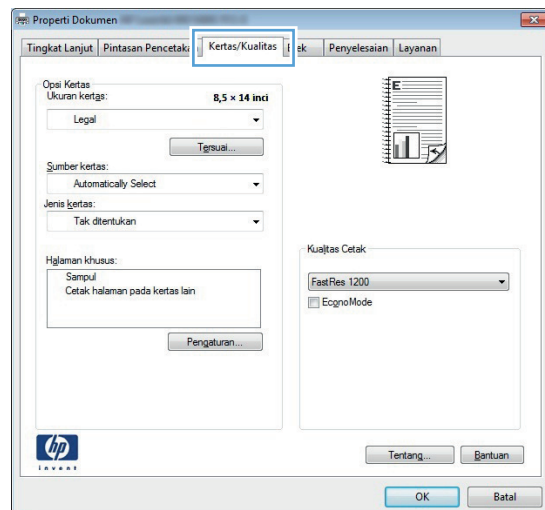 Properti Dokumen
Tingkat Lanjut Pintasan Pencetaka Kertas/Kualitas ek Penyelesaian Layanan
Opsi Kertas
Ukuran kertas: 8,5 × 14 inci
Legal
Tersuai...
Sumber kertas:
Automatically Select
Jenis kertas:
Tak ditentukan
Halaman khusus:
Sampul
Cetak halaman pada kertas lain
Pengaturan...
E
Kualitas Cetak
FastRes 1200
EconoMode
hp
invent
Tentang... Bantuan
OK Batal